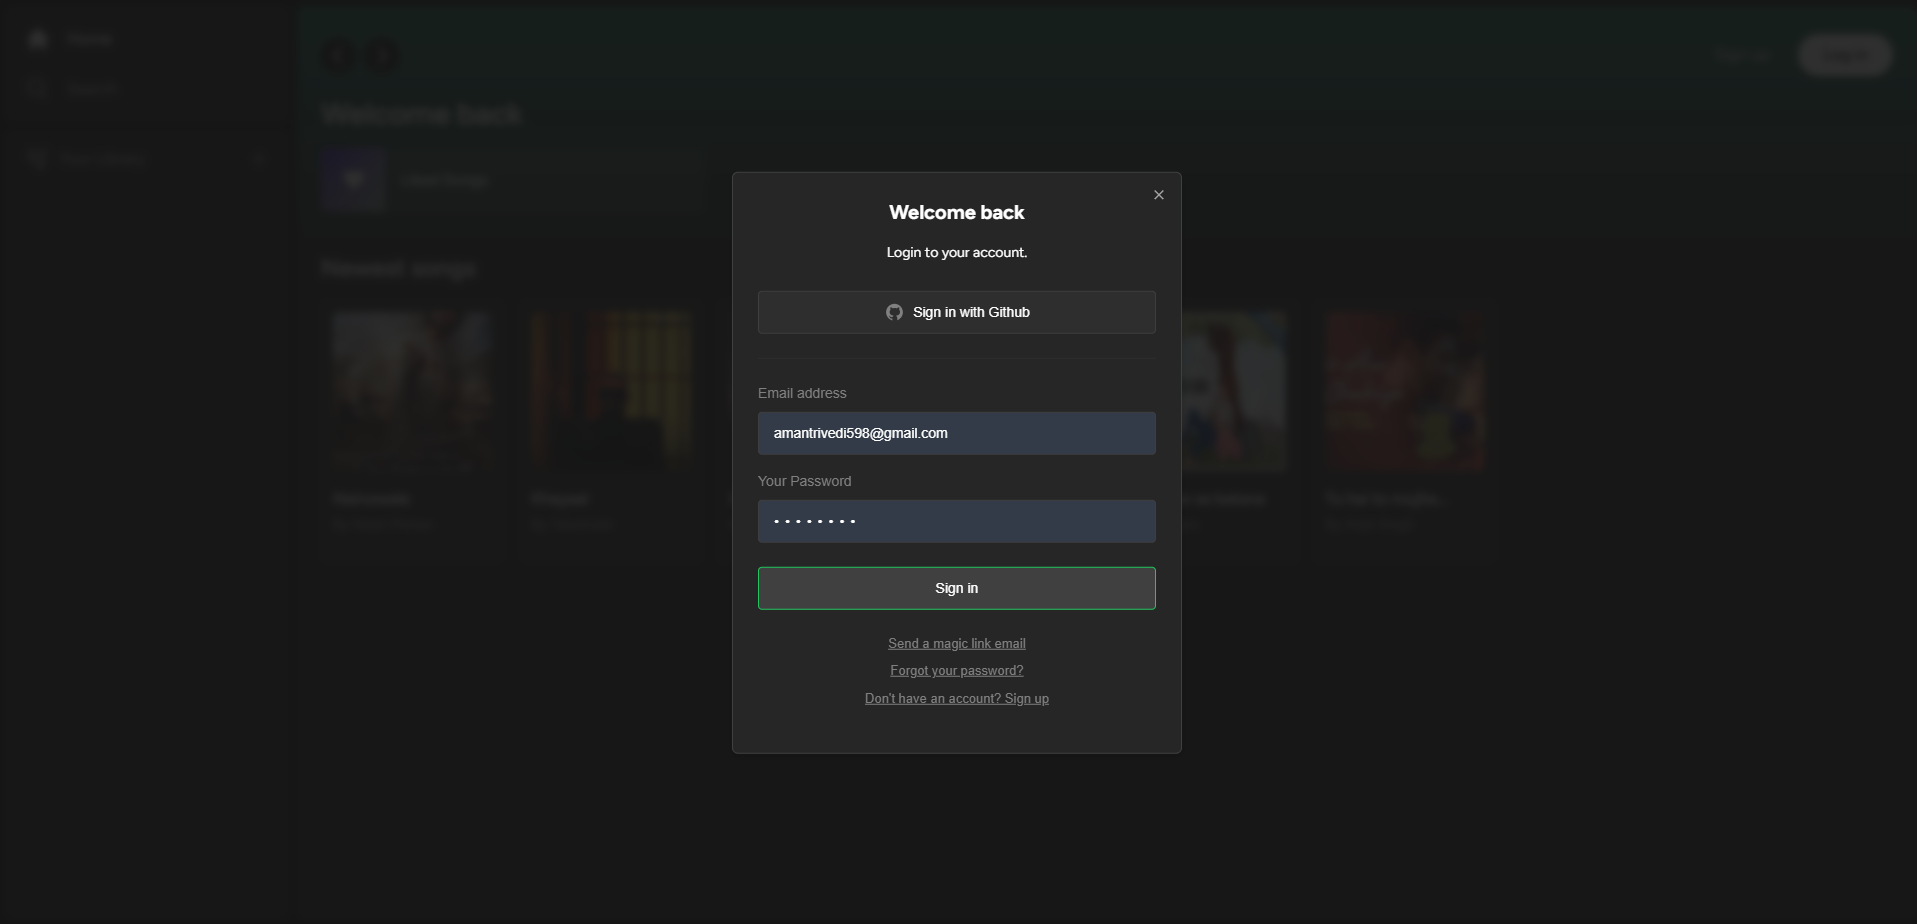 Home
Search
Your Library
Sign up
Welcome back
Liked Songs
Newest songs
Welcome back
Login to your account.
Sign in with Github
Email address
amantrivedi598@gmail.com
Your Password
••••••••
Sign in
Send a magic link email
Forgot your password?
Don't have an account? Sign up